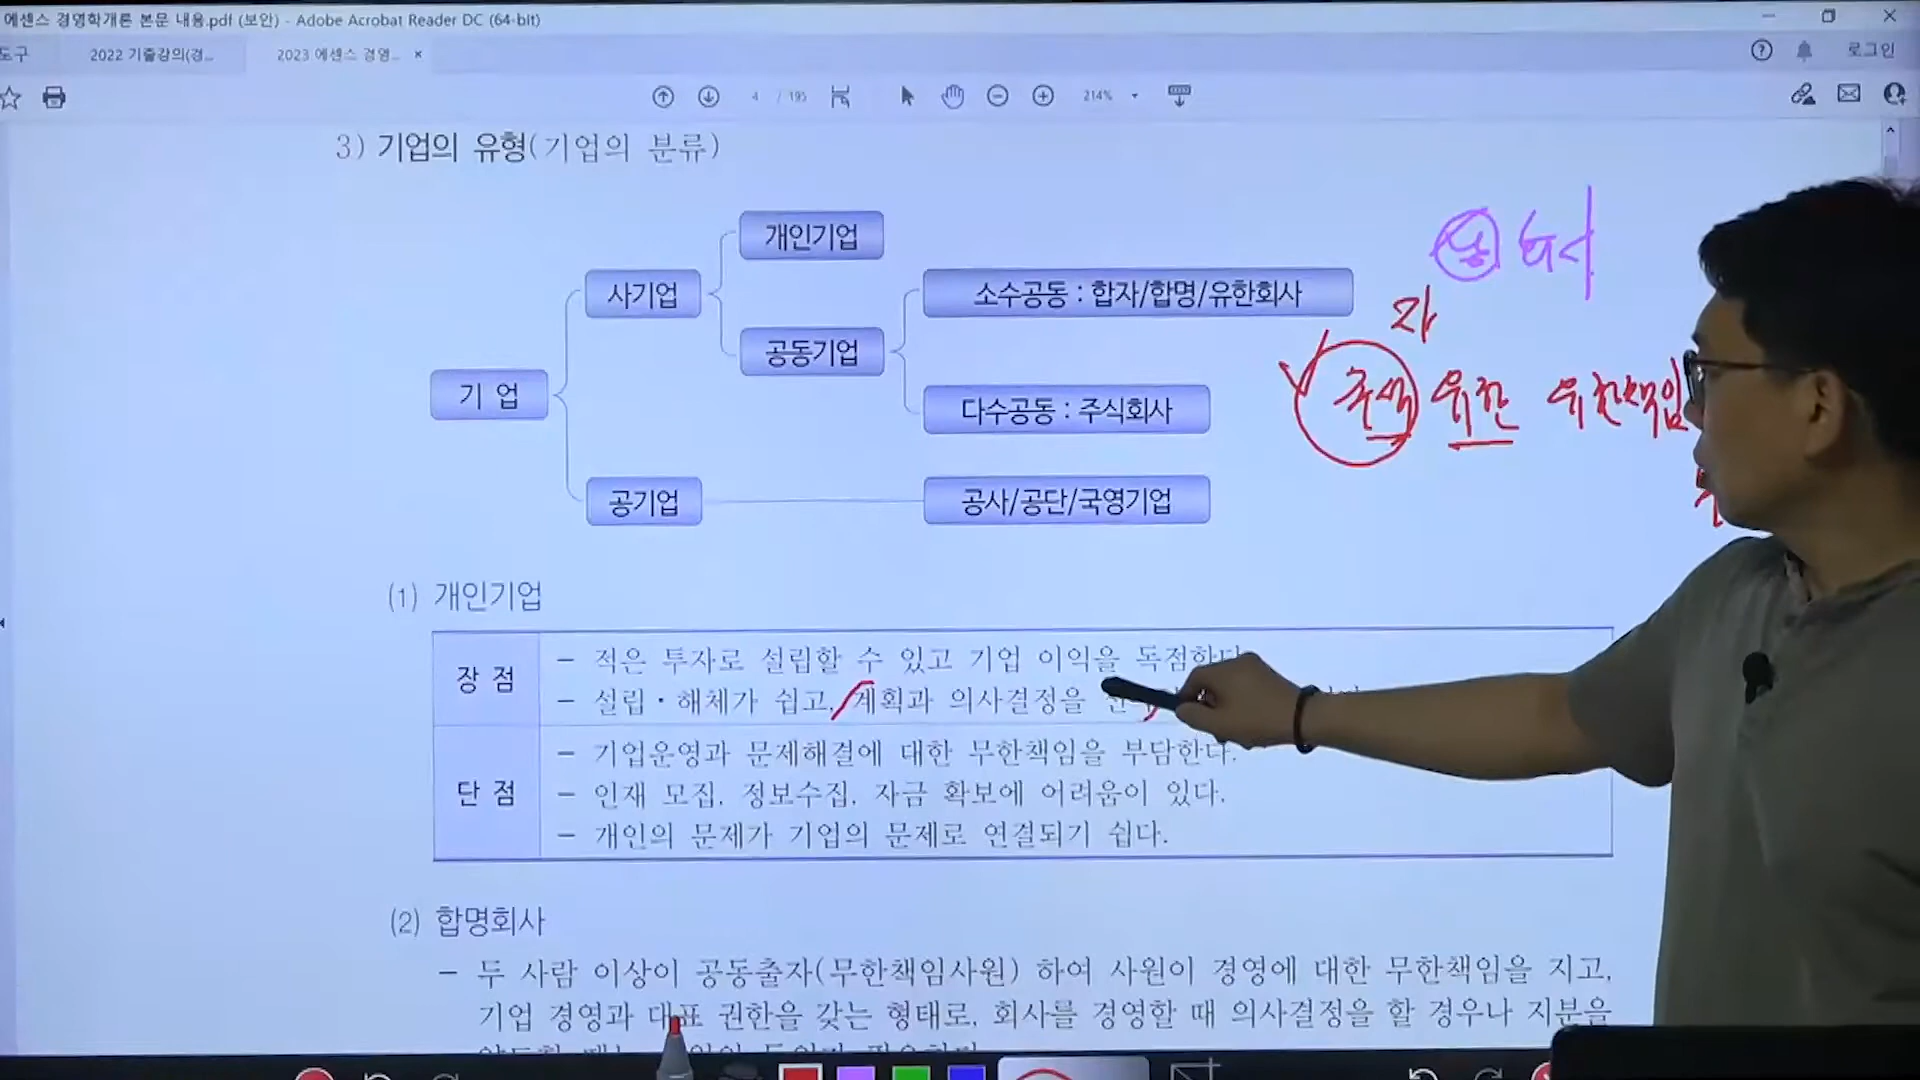 에센스 경영학개론 본문 내용.pdf (보안) - Adobe Acrobat Reader DC (64-bit)
도구
2022 기출강의(경...
2023 에센스 경영...
로그인
4 / 195
214%
3) 기업의 유형(기업의 분류)
개인기업
사기업
소수공동 : 합자/합명/유한회사
공동기업
기 업
다수공동 : 주식회사
공기업
공사/공단/국영기업
자
주식 유한 유한책임
(1) 개인기업
장 점
- 적은 투자로 설립할 수 있고 기업 이익을 독점한다
- 설립·해체가 쉽고, 계획과 의사결정을
단 점
- 기업운영과 문제해결에 대한 무한책임을 부담한다.
- 인재 모집, 정보수집, 자금 확보에 어려움이 있다.
- 개인의 문제가 기업의 문제로 연결되기 쉽다.
(2) 합명회사
- 두 사람 이상이 공동출자(무한책임사원) 하여 사원이 경영에 대한 무한책임을 지고,
기업 경영과 대표 권한을 갖는 형태로, 회사를 경영할 때 의사결정을 할 경우나 지분을